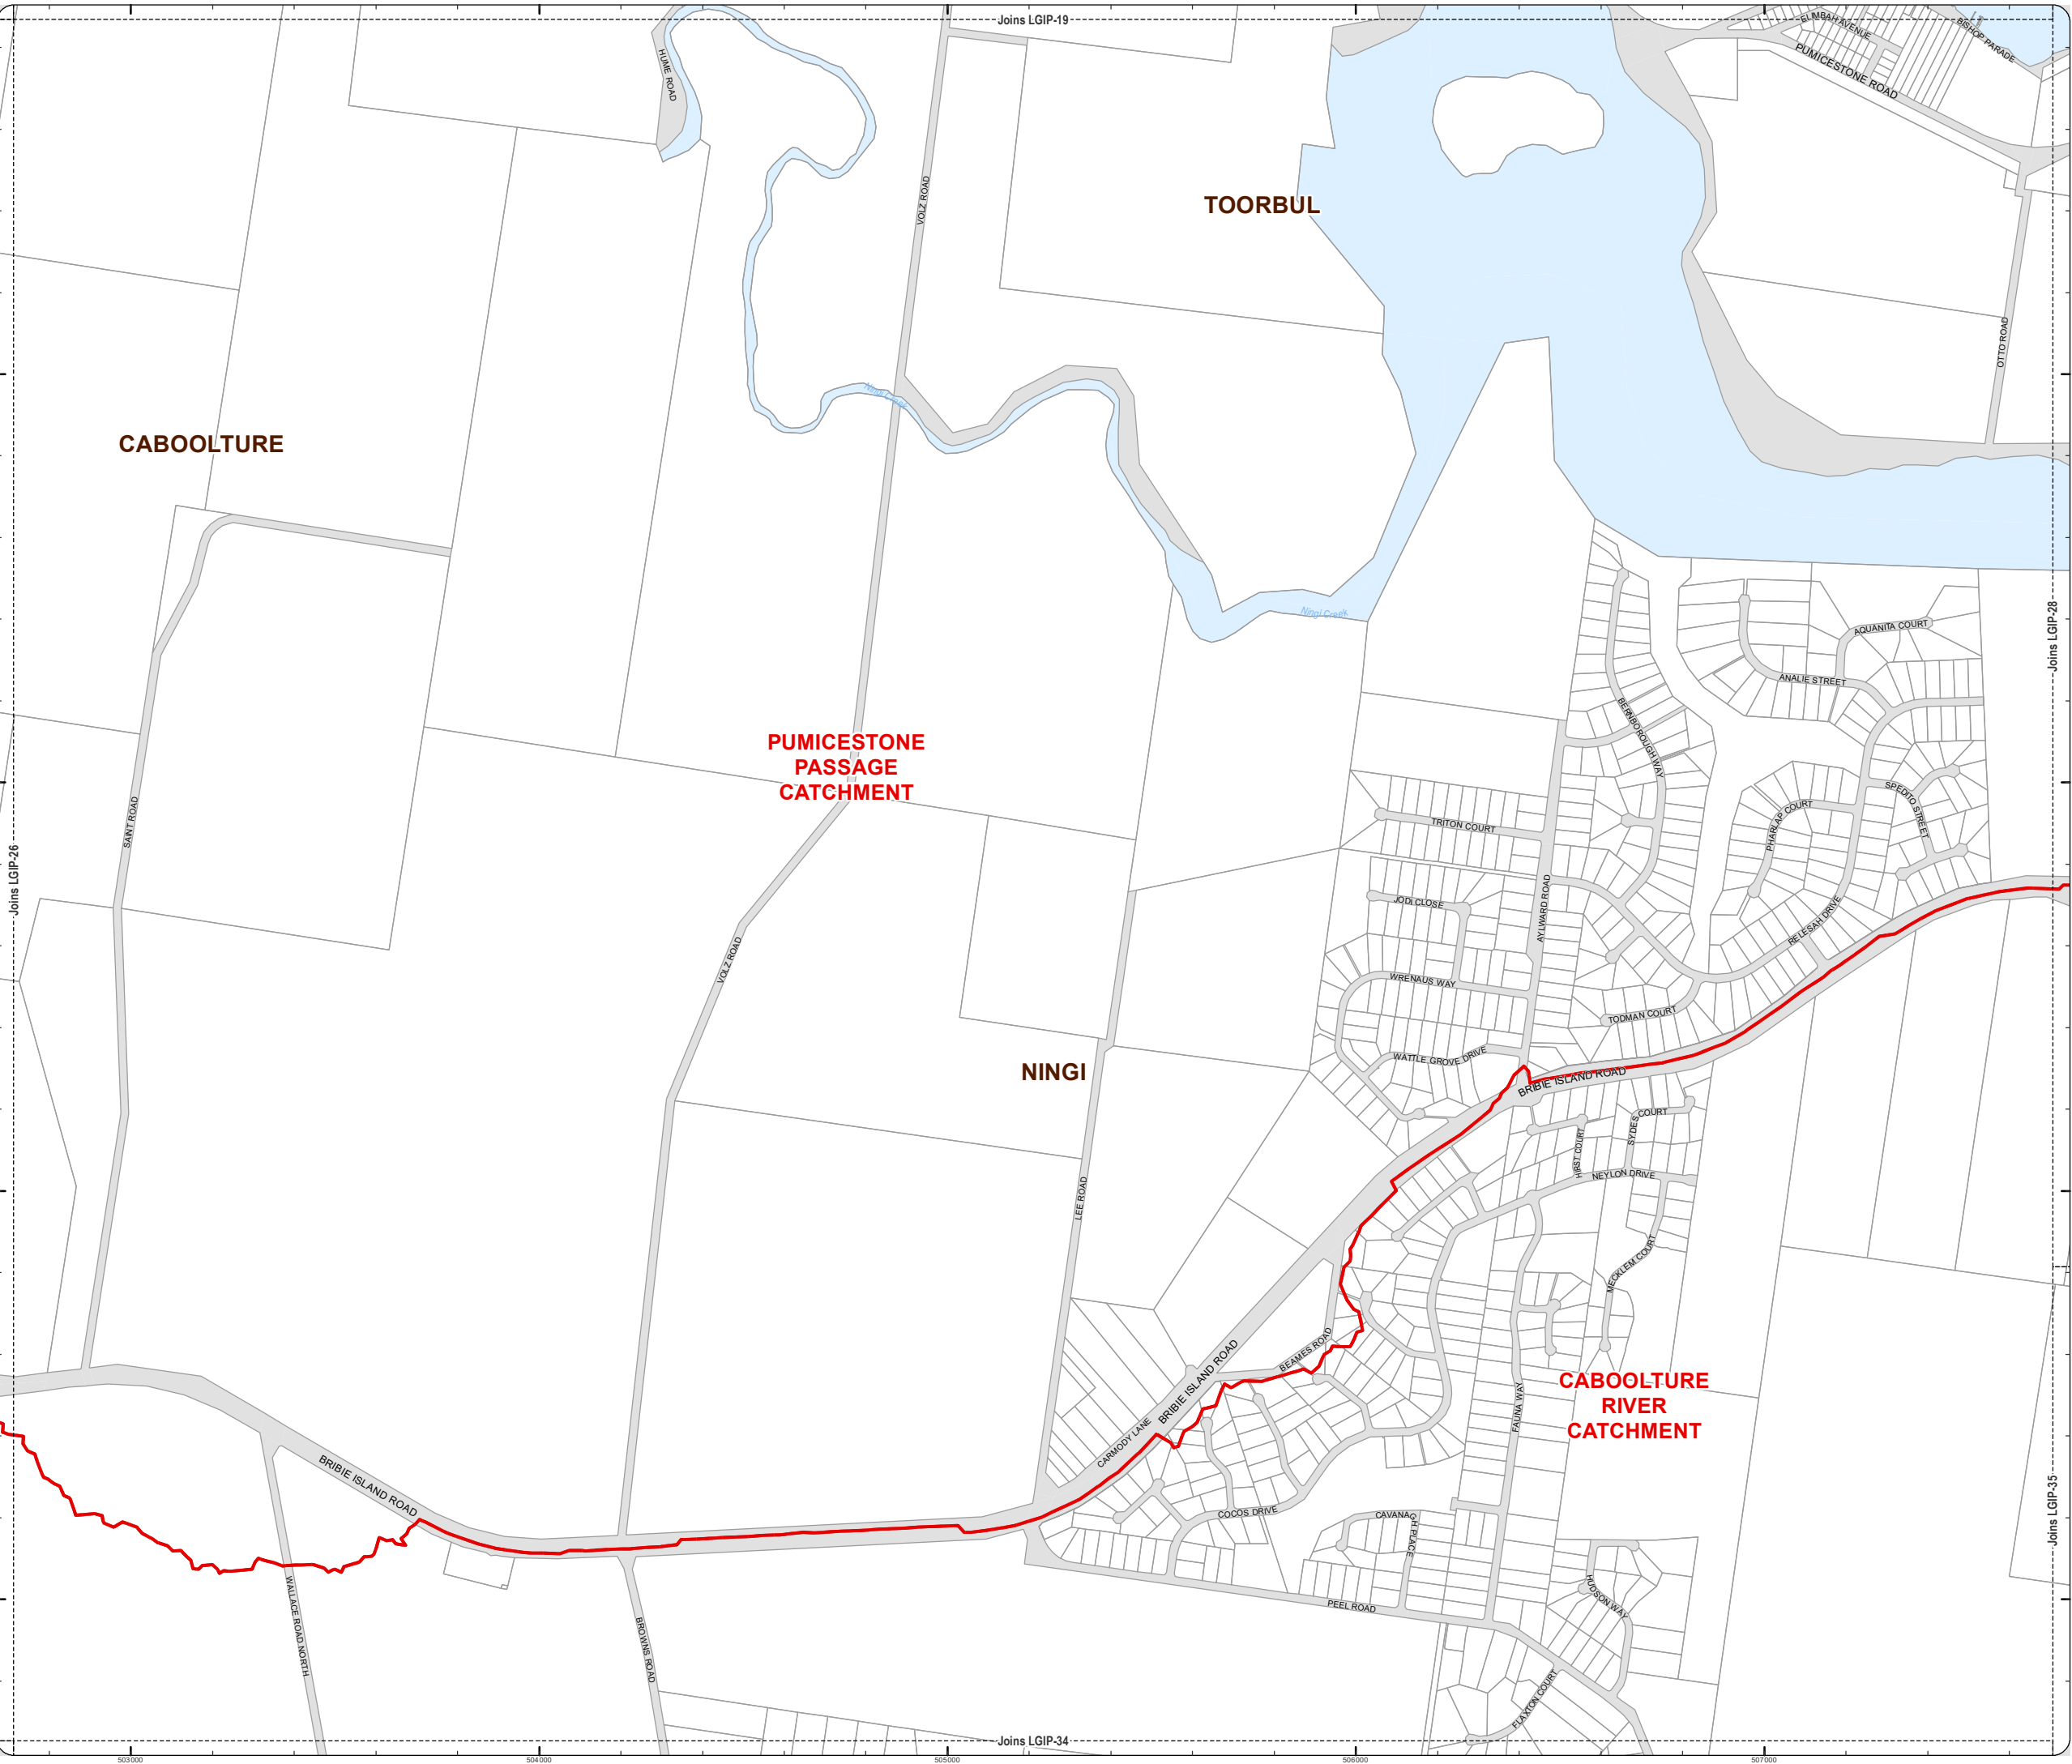 Joins LGIP-19
ELIMBAH AVENUE
BISHOP PARADE
PUMICESTONE ROAD
HUME ROAD
VOLZ ROAD
TOORBUL
OTTO ROAD
Ningi Creek
CABOOLTURE
Ningi Creek
Joins LGIP-28
AQUANITA COURT
ANALIE STREET
BERNBOROUGH WAY
PUMICESTONE
PASSAGE
CATCHMENT
SPEDITO STREET
PHARLAP COURT
TRITON COURT
SAINT ROAD
Joins LGIP-26
JODI CLOSE
AYLWARD ROAD
RELESAH DRIVE
VOLZ ROAD
WRENAUS WAY
TODMAN COURT
WATTLE GROVE DRIVE
NINGI
BRIBIE ISLAND ROAD
SYDES COURT
HIRST COURT
NEYLON DRIVE
LEE ROAD
MECKLEM COURT
BEAMES ROAD
BRIBIE ISLAND ROAD
CABOOLTURE
RIVER
CATCHMENT
FAUNA WAY
CARMODY LANE
BRIBIE ISLAND ROAD
COCOS DRIVE
CAVANAGH PLACE
Joins LGIP-35
HUDSON WAY
PEEL ROAD
WALLACE ROAD NORTH
BROWNS ROAD
FLAXTON COURT
Joins LGIP-34
503000
504000
505000
506000
507000